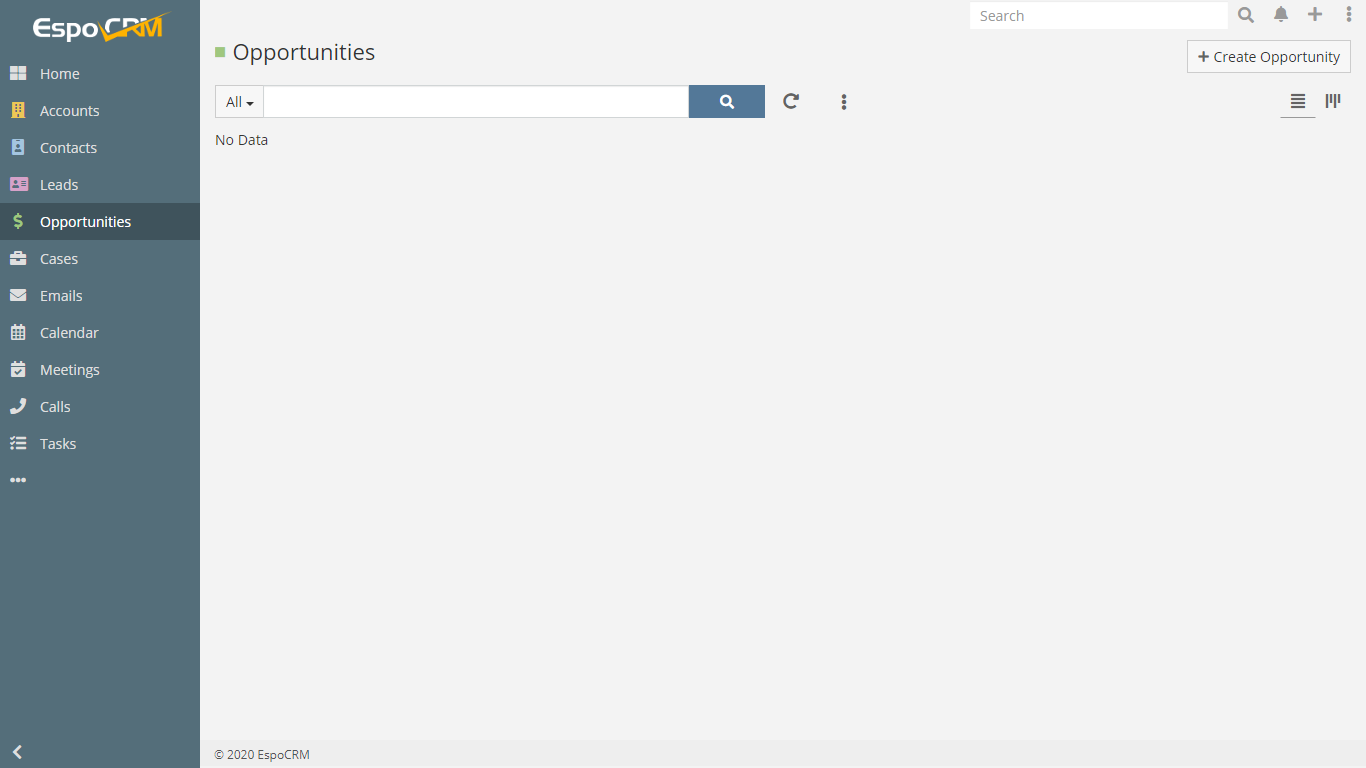 EspoCRM
Search
Home
Accounts
Contacts
Leads
Opportunities
Cases
Emails
Calendar
Meetings
Calls
Tasks
Opportunities
+ Create Opportunity
All
No Data
© 2020 EspoCRM